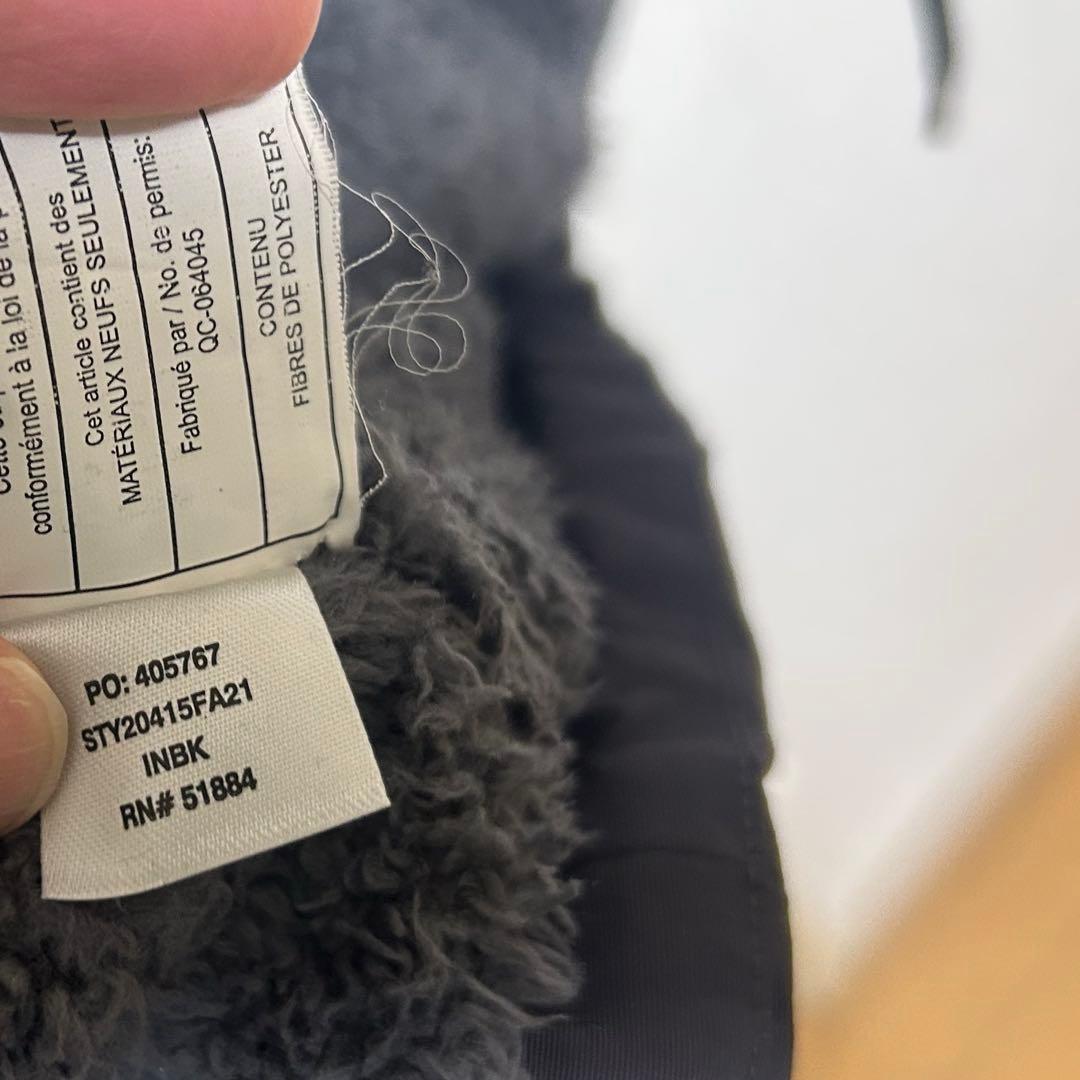 conformément à la loi de la
Cet article contient des
MATÉRIAUX NEUFS SEULEMENT
Fabriqué par / No. de permis:
QC-064045
CONTENU
FIBRES DE POLYESTER
PO: 405767
STY20415FA21
INBK
RN# 51884